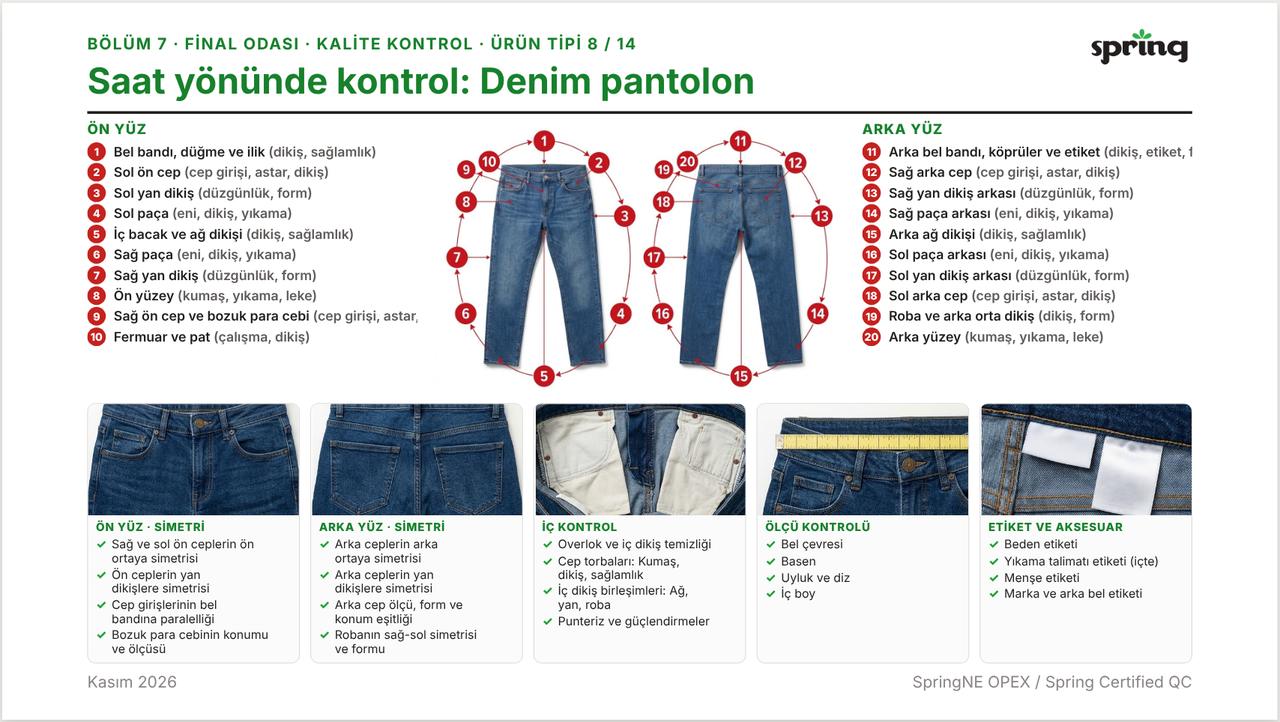 BÖLÜM 7 · FİNAL ODASI · KALİTE KONTROL · ÜRÜN TİPİ 8 / 14
spring
Saat yönünde kontrol: Denim pantolon
ÖN YÜZ
1 Bel bandı, düğme ve ilik (dikiş, sağlamlık)
2 Sol ön cep (cep girişi, astar, dikiş)
3 Sol yan dikiş (düzgünlük, form)
4 Sol paça (eni, dikiş, yıkama)
5 İç bacak ve ağ dikişi (dikiş, sağlamlık)
6 Sağ paça (eni, dikiş, yıkama)
7 Sağ yan dikiş (düzgünlük, form)
8 Ön yüzey (kumaş, yıkama, leke)
9 Sağ ön cep ve bozuk para cebi (cep girişi, astar,
10 Fermuar ve pat (çalışma, dikiş)
1
2
3
4
5
6
7
8
9
10
11
12
13
14
15
16
17
18
19
20
ARKA YÜZ
11 Arka bel bandı, köprüler ve etiket (dikiş, etiket,
12 Sağ arka cep (cep girişi, astar, dikiş)
13 Sağ yan dikiş arkası (düzgünlük, form)
14 Sağ paça arkası (eni, dikiş, yıkama)
15 Arka ağ dikişi (dikiş, sağlamlık)
16 Sol paça arkası (eni, dikiş, yıkama)
17 Sol yan dikiş arkası (düzgünlük, form)
18 Sol arka cep (cep girişi, astar, dikiş)
19 Roba ve arka orta dikiş (dikiş, form)
20 Arka yüzey (kumaş, yıkama, leke)
ÖN YÜZ · SİMETRİ
✓ Sağ ve sol ön ceplerin ön
ortaya simetrisi
✓ Ön ceplerin yan
dikişlere simetrisi
✓ Cep girişlerinin bel
bandına paralelliği
✓ Bozuk para cebinin konumu
ve ölçüsü
ARKA YÜZ · SİMETRİ
✓ Arka ceplerin arka
ortaya simetrisi
✓ Arka ceplerin yan
dikişlere simetrisi
✓ Arka cep ölçü, form ve
konum eşitliği
✓ Robanın sağ-sol simetrisi
ve formu
İÇ KONTROL
✓ Overlok ve iç dikiş temizliği
✓ Cep torbaları: Kumaş,
dikiş, sağlamlık
✓ İç dikiş birleşimleri: Ağ,
yan, roba
✓ Punteriz ve güçlendirmeler
ÖLÇÜ KONTROLÜ
✓ Bel çevresi
✓ Basen
✓ Uyluk ve diz
✓ İç boy
ETİKET VE AKSESUAR
✓ Beden etiketi
✓ Yıkama talimatı etiketi (içte)
✓ Menşe etiketi
✓ Marka ve arka bel etiketi
Kasım 2026
SpringNE OPEX / Spring Certified QC